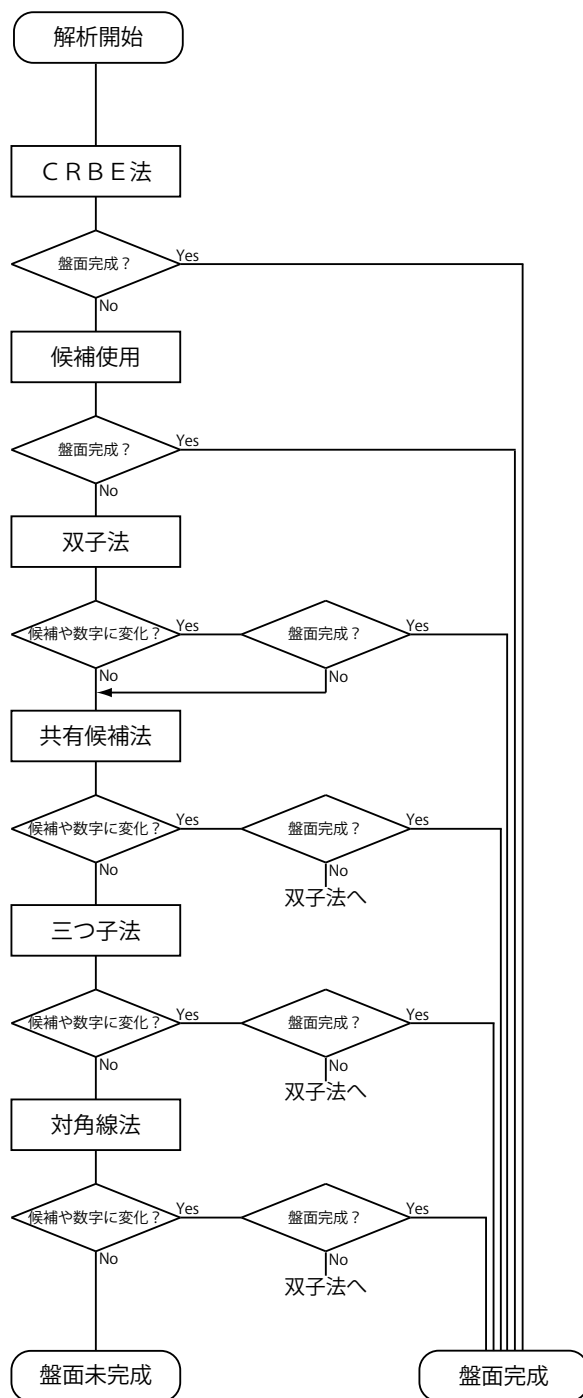 解析開始
ＣＲＢＥ法
盤面完成？
Yes
No
候補使用
盤面完成？
Yes
No
双子法
候補や数字に変化？
Yes
盤面完成？
Yes
No
No
共有候補法
候補や数字に変化？
Yes
盤面完成？
Yes
No
No
双子法へ
三つ子法
候補や数字に変化？
Yes
盤面完成？
Yes
No
No
双子法へ
対角線法
候補や数字に変化？
Yes
盤面完成？
Yes
No
No
双子法へ
盤面未完成
盤面完成